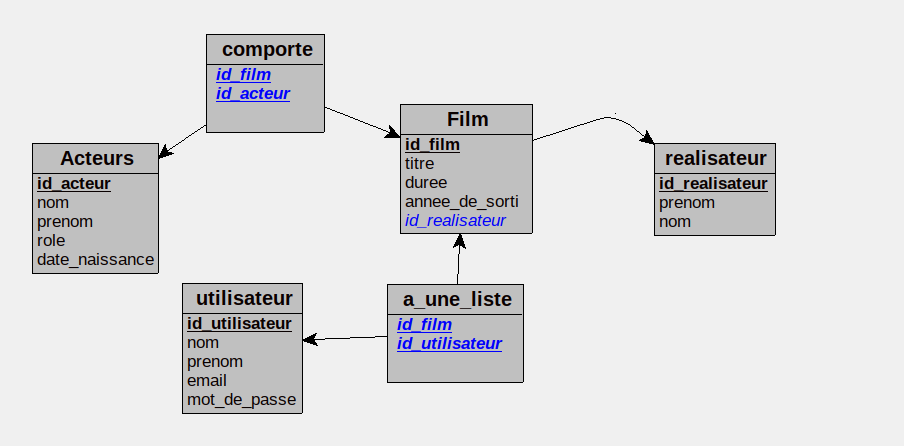 comporte
id_film
id_acteur
Film
id_film
titre
duree
annee_de_sorti
id_realisateur
Acteurs
id_acteur
nom
prenom
role
date_naissance
realisateur
id_realisateur
prenom
nom
utilisateur
id_utilisateur
nom
prenom
email
mot_de_passe
a_une_liste
id_film
id_utilisateur